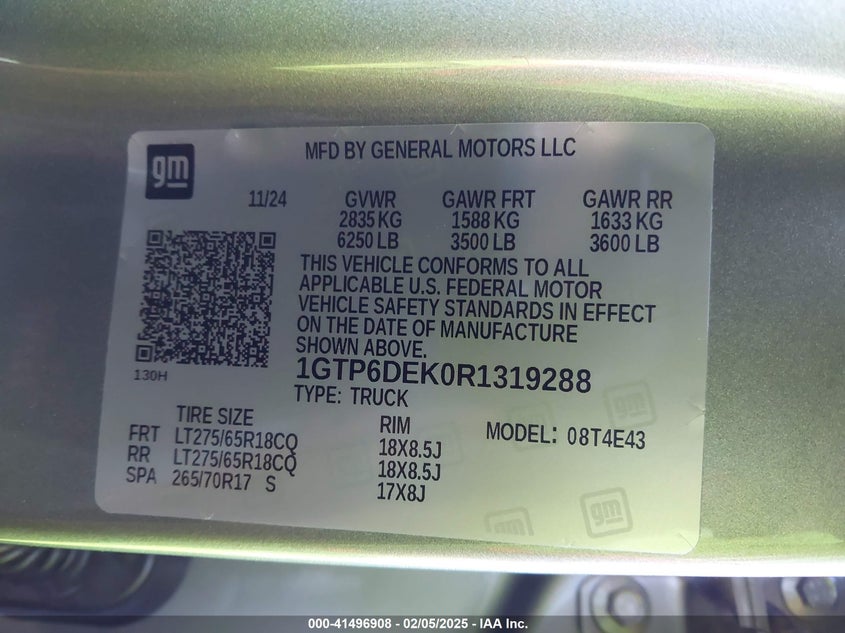 gm
MFD BY GENERAL MOTORS LLC
11/24 GVWR GAWR FRT GAWR RR
2835 KG 1588 KG 1633 KG
6250 LB 3500 LB 3600 LB
THIS VEHICLE CONFORMS TO ALL
APPLICABLE U.S. FEDERAL MOTOR
VEHICLE SAFETY STANDARDS IN EFFECT
ON THE DATE OF MANUFACTURE
SHOWN ABOVE.
130H
1GTP6DEK0R1319288
TYPE: TRUCK
TIRE SIZE RIM MODEL: 08T4E43
FRT LT275/65R18CQ 18X8.5J
RR LT275/65R18CQ 18X8.5J
SPA 265/70R17 S 17X8J
gm
000-41496908 - 02/05/2025 - IAA Inc.